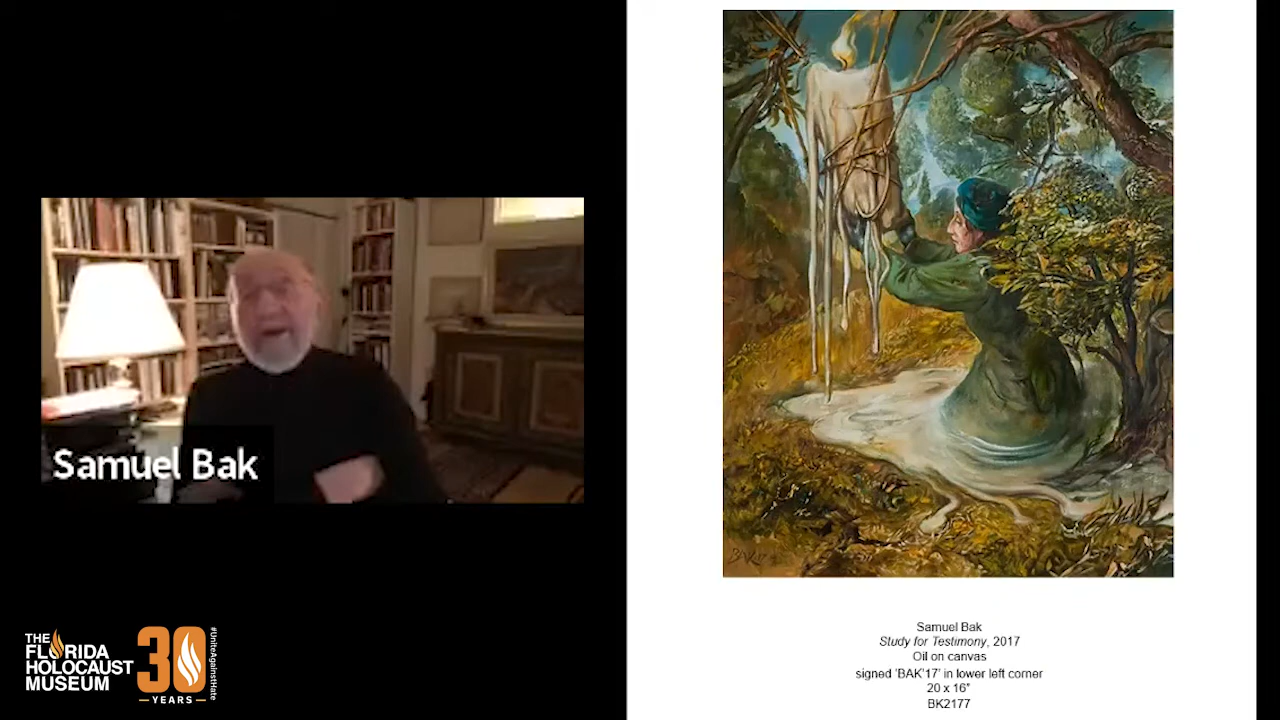 Samuel Bak
THE
FLORIDA
HOLOCAUST
MUSEUM
30
YEARS
#UniteAgainstHate
BAK 17
Samuel Bak
Study for Testimony, 2017
Oil on canvas
signed 'BAK'17' in lower left corner
20 x 16"
BK2177